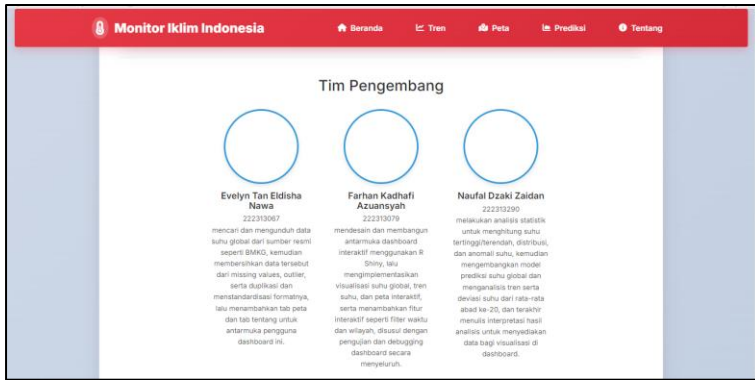 Monitor Iklim Indonesia Beranda Tren Peta Prediksi Tentang
Tim Pengembang
Evelyn Tan Eldisha
Nawa
222313067
mencari dan mengunduh data
suhu global dari sumber resmi
seperti BMKG, kemudian
membersihkan data tersebut
dari missing values, outlier,
serta duplikasi dan
menstandardisasi formatnya,
lalu menambahkan tab peta
dan tab tentang untuk
antarmuka pengguna
dashboard ini.
Farhan Kadhafi
Azuansyah
222313079
mendesain dan membangun
antarmuka dashboard
interaktif menggunakan R
Shiny, lalu
mengimplementasikan
visualisasi suhu global, tren
suhu, dan peta interaktif,
serta menambahkan fitur
interaktif seperti filter waktu
dan wilayah, disusul dengan
pengujian dan debugging
dashboard secara
menyeluruh.
Naufal Dzaki Zaidan
222313290
melakukan analisis statistik
untuk menghitung suhu
tertinggi/terendah, distribusi,
dan anomali suhu, kemudian
mengembangkan model
prediksi suhu global dan
menganalisis tren serta
deviasi suhu dari rata-rata
abad ke-20, dan terakhir
menulis interpretasi hasil
analisis untuk menyediakan
data bagi visualisasi di
dashboard.